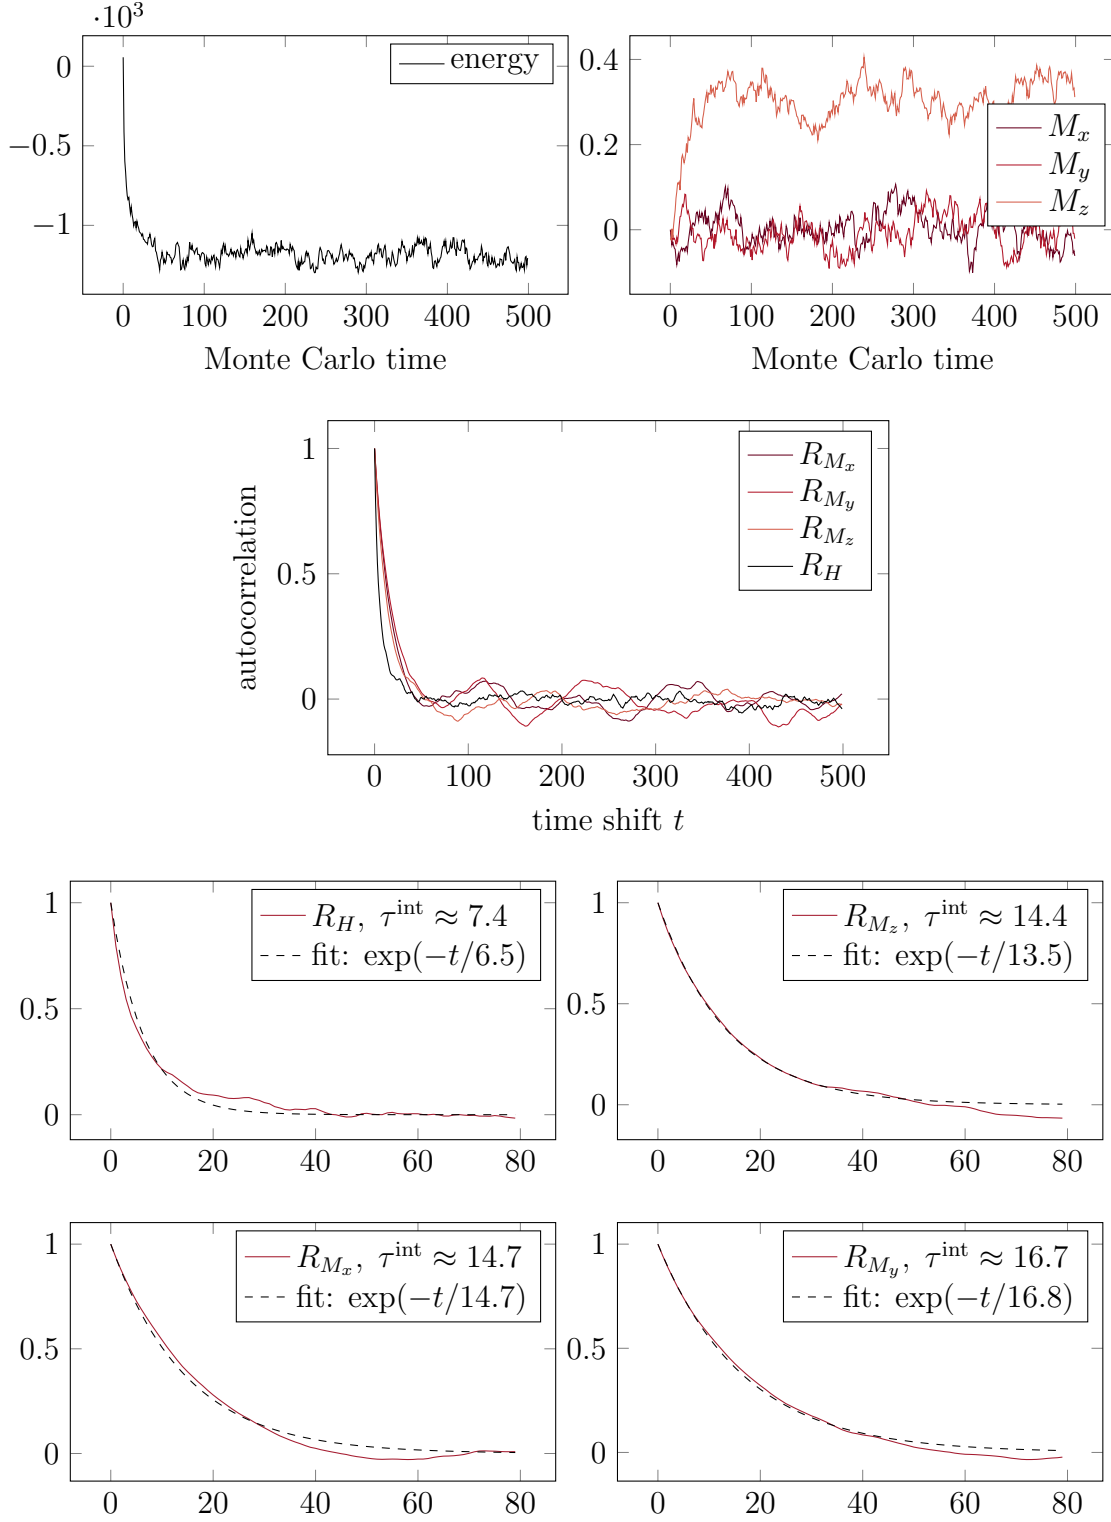 ·10³
0
−0.5
−1
energy
0 100 200 300 400 500
Monte Carlo time
0.4
0.2
0
M_x
M_y
M_z
0 100 200 300 400 500
Monte Carlo time
1
0.5
0
autocorrelation
R_{M_x}
R_{M_y}
R_{M_z}
R_H
0 100 200 300 400 500
time shift t
1
0.5
0
R_H, τ^int ≈ 7.4
fit: exp(−t/6.5)
0 20 40 60 80
1
0.5
0
R_{M_z}, τ^int ≈ 14.4
fit: exp(−t/13.5)
0 20 40 60 80
1
0.5
0
R_{M_x}, τ^int ≈ 14.7
fit: exp(−t/14.7)
0 20 40 60 80
1
0.5
0
R_{M_y}, τ^int ≈ 16.7
fit: exp(−t/16.8)
0 20 40 60 80